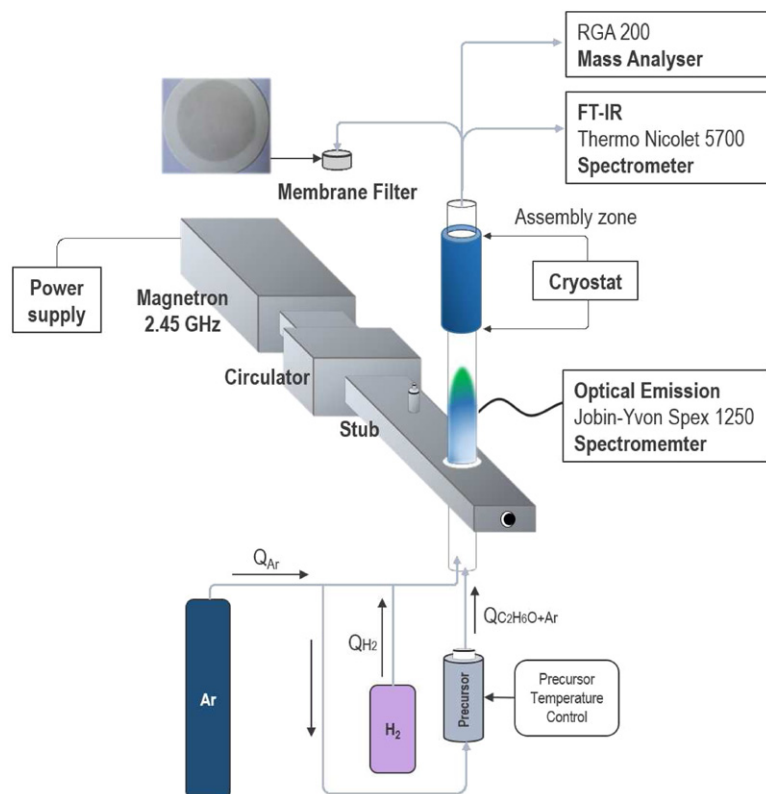 RGA 200
Mass Analyser
FT-IR
Thermo Nicolet 5700
Spectrometer
Membrane Filter
Assembly zone
Cryostat
Power
supply
Magnetron
2.45 GHz
Circulator
Stub
Optical Emission
Jobin-Yvon Spex 1250
Spectromemter
QAr
QH2
QC2H6O+Ar
Ar
H2
Precursor
Precursor
Temperature
Control